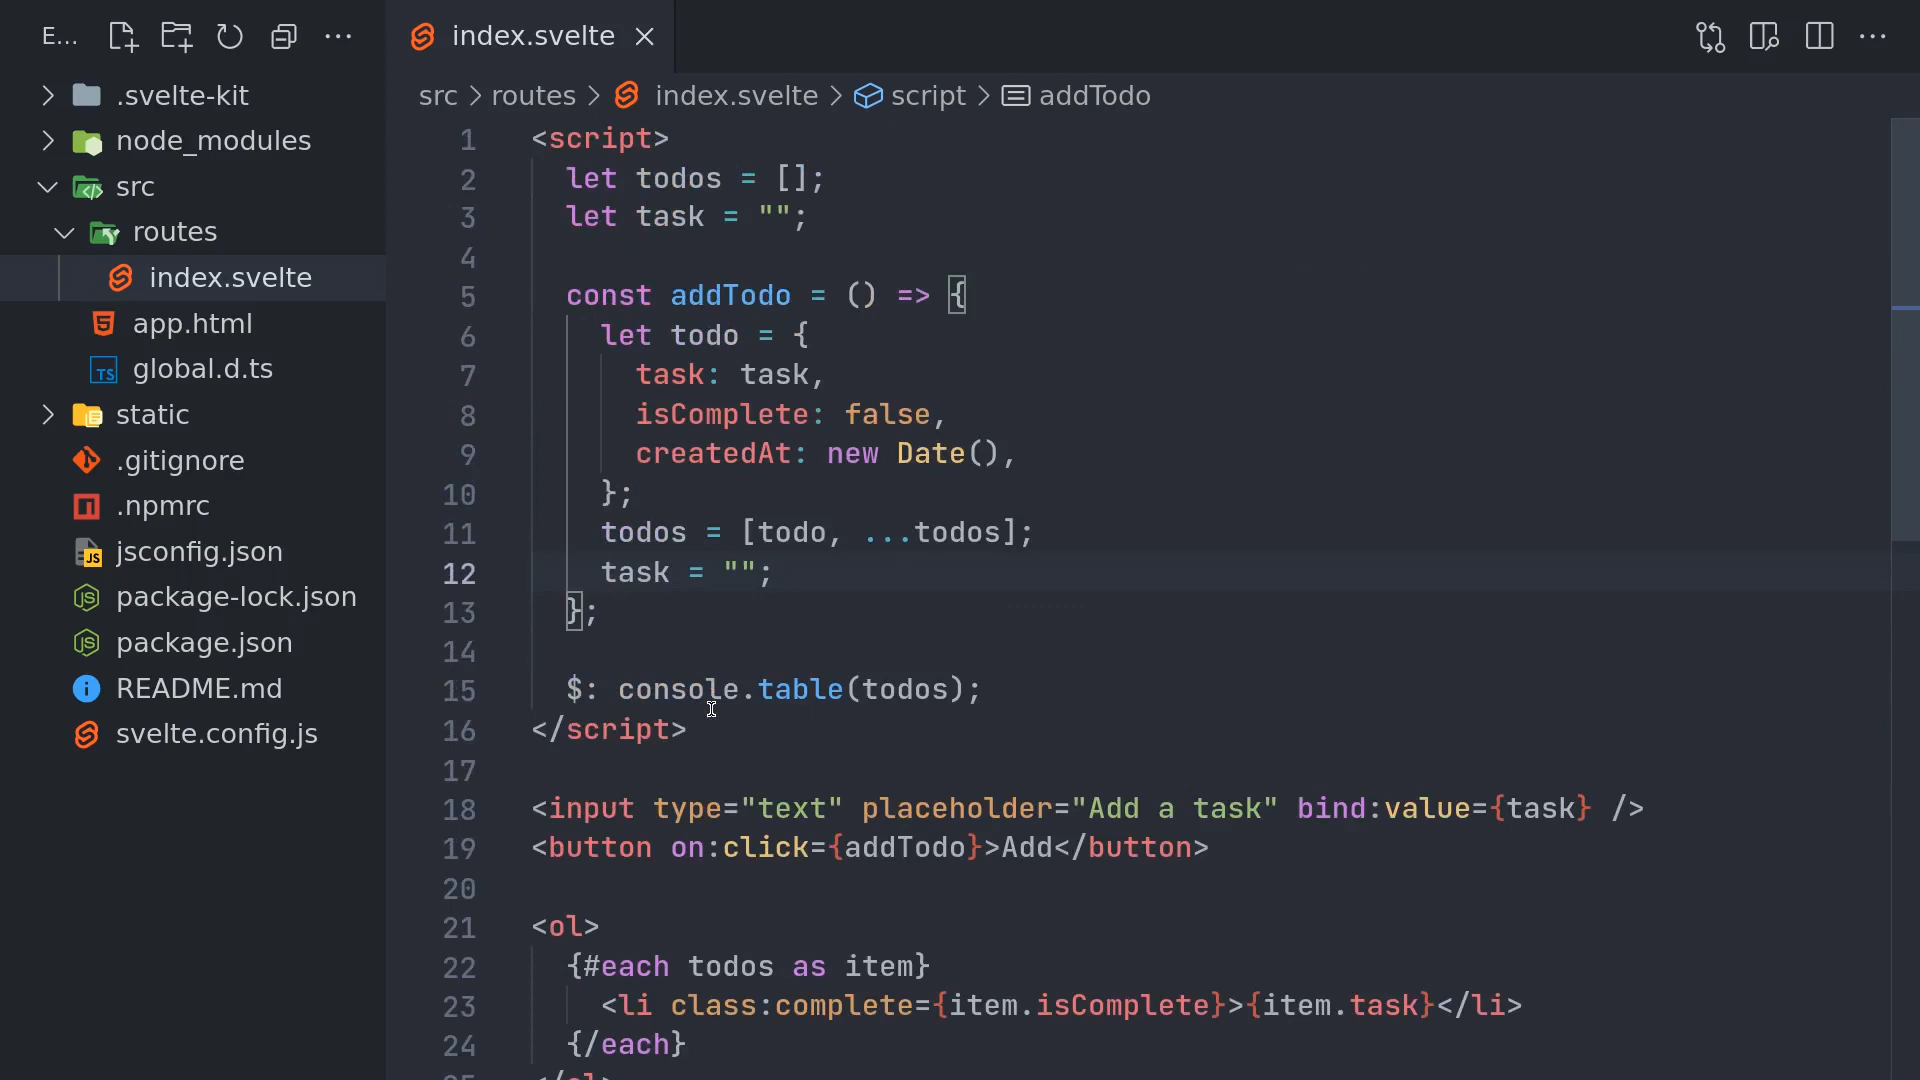 E...
index.svelte
.svelte-kit
node_modules
src
routes
index.svelte
app.html
global.d.ts
static
.gitignore
.npmrc
jsconfig.json
package-lock.json
package.json
README.md
svelte.config.js
src > routes > index.svelte > script > addTodo
1 <script>
2 let todos = [];
3 let task = "";
4
5 const addTodo = () => {
6 let todo = {
7 task: task,
8 isComplete: false,
9 createdAt: new Date(),
10 };
11 todos = [todo, ...todos];
12 task = "";
13 };
14
15 $: console.table(todos);
16 </script>
17
18 <input type="text" placeholder="Add a task" bind:value={task} />
19 <button on:click={addTodo}>Add</button>
20
21 <ol>
22 {#each todos as item}
23 <li class:complete={item.isComplete}>{item.task}</li>
24 {/each}